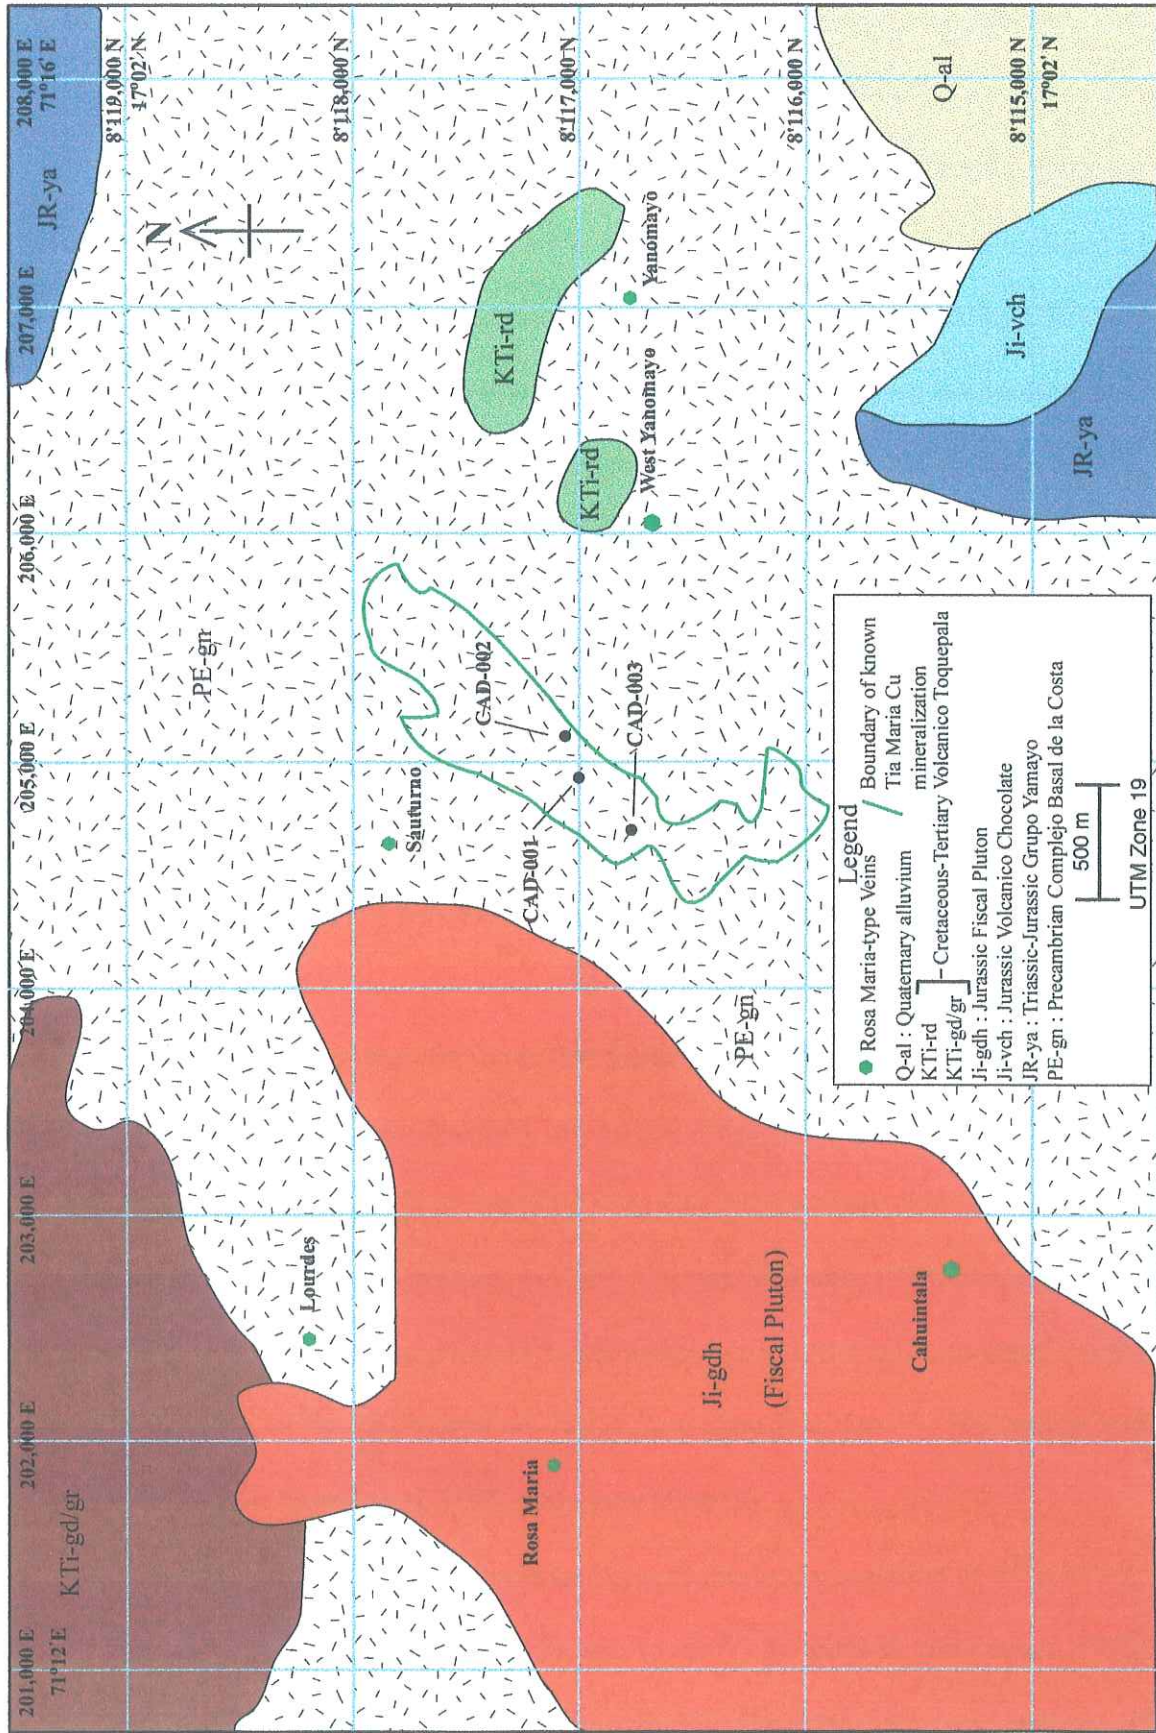 201,000 E
202,000 E
203,000 E
204,000 E
205,000 E
206,000 E
207,000 E
208,000 E
71°12'E
71°16'E
KTi-gd/gr
JR-ya
8'119,000 N
17°02' N
N
PE-gn
Lourdes
8'118,000 N
Sauturno
CAD-002
CAD-001
KTi-rd
KTi-rd
8'117,000 N
Rosa Maria
CAD-003
West Yanomayo
Yanomayo
Ji-gdh
(Fiscal Pluton)
PE-gn
8'116,000 N
Cahuintala
Q-al
Ji-vch
JR-ya
8'115,000 N
17°02' N
Legend
Rosa Maria-type Veins
Boundary of known
Tia Maria Cu
mineralization
Q-al : Quaternary alluvium
KTi-rd
KTi-gd/gr
- Cretaceous-Tertiary Volcanico Toquepala
Ji-gdh : Jurassic Fiscal Pluton
Ji-vch : Jurassic Volcanico Chocolate
JR-ya : Triassic-Jurassic Grupo Yamayo
PE-gn : Precambrian Complejo Basal de la Costa
500 m
UTM Zone 19